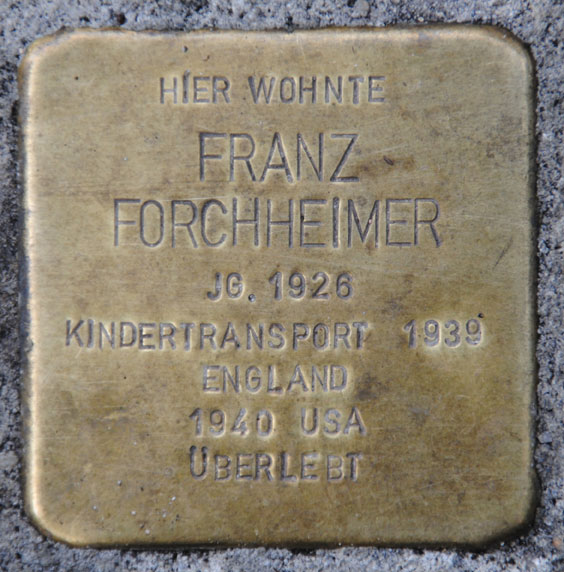 HIER WOHNTE
FRANZ
FORCHHEIMER
JG. 1926
KINDERTRANSPORT 1939
ENGLAND
1940 USA
ÜBERLEBT